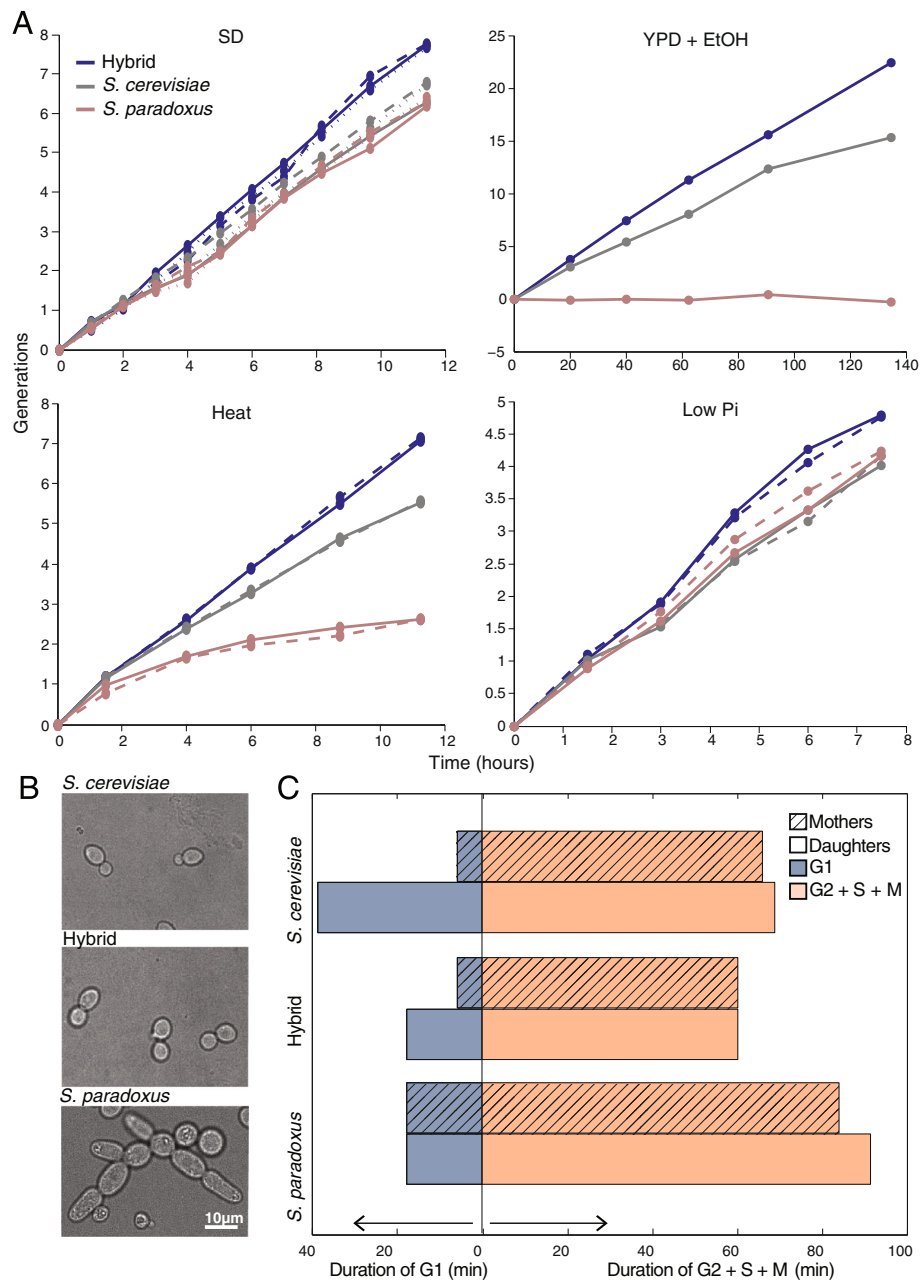 A
SD
Hybrid
S. cerevisiae
S. paradoxus
8
7
6
5
4
3
2
1
0
0 2 4 6 8 10 12
YPD + EtOH
25
20
15
10
5
0
−5
0 20 40 60 80 100 120 140
Generations
Heat
8
7
6
5
4
3
2
1
0
0 2 4 6 8 10 12
Low Pi
5
4.5
4
3.5
3
2.5
2
1.5
1
0.5
0
0 1 2 3 4 5 6 7 8
Time (hours)
B
S. cerevisiae
Hybrid
S. paradoxus
10μm
C
Mothers
Daughters
G1
G2 + S + M
S. cerevisiae
Hybrid
S. paradoxus
40 20 0 20 40 60 80 100
Duration of G1 (min) Duration of G2 + S + M (min)